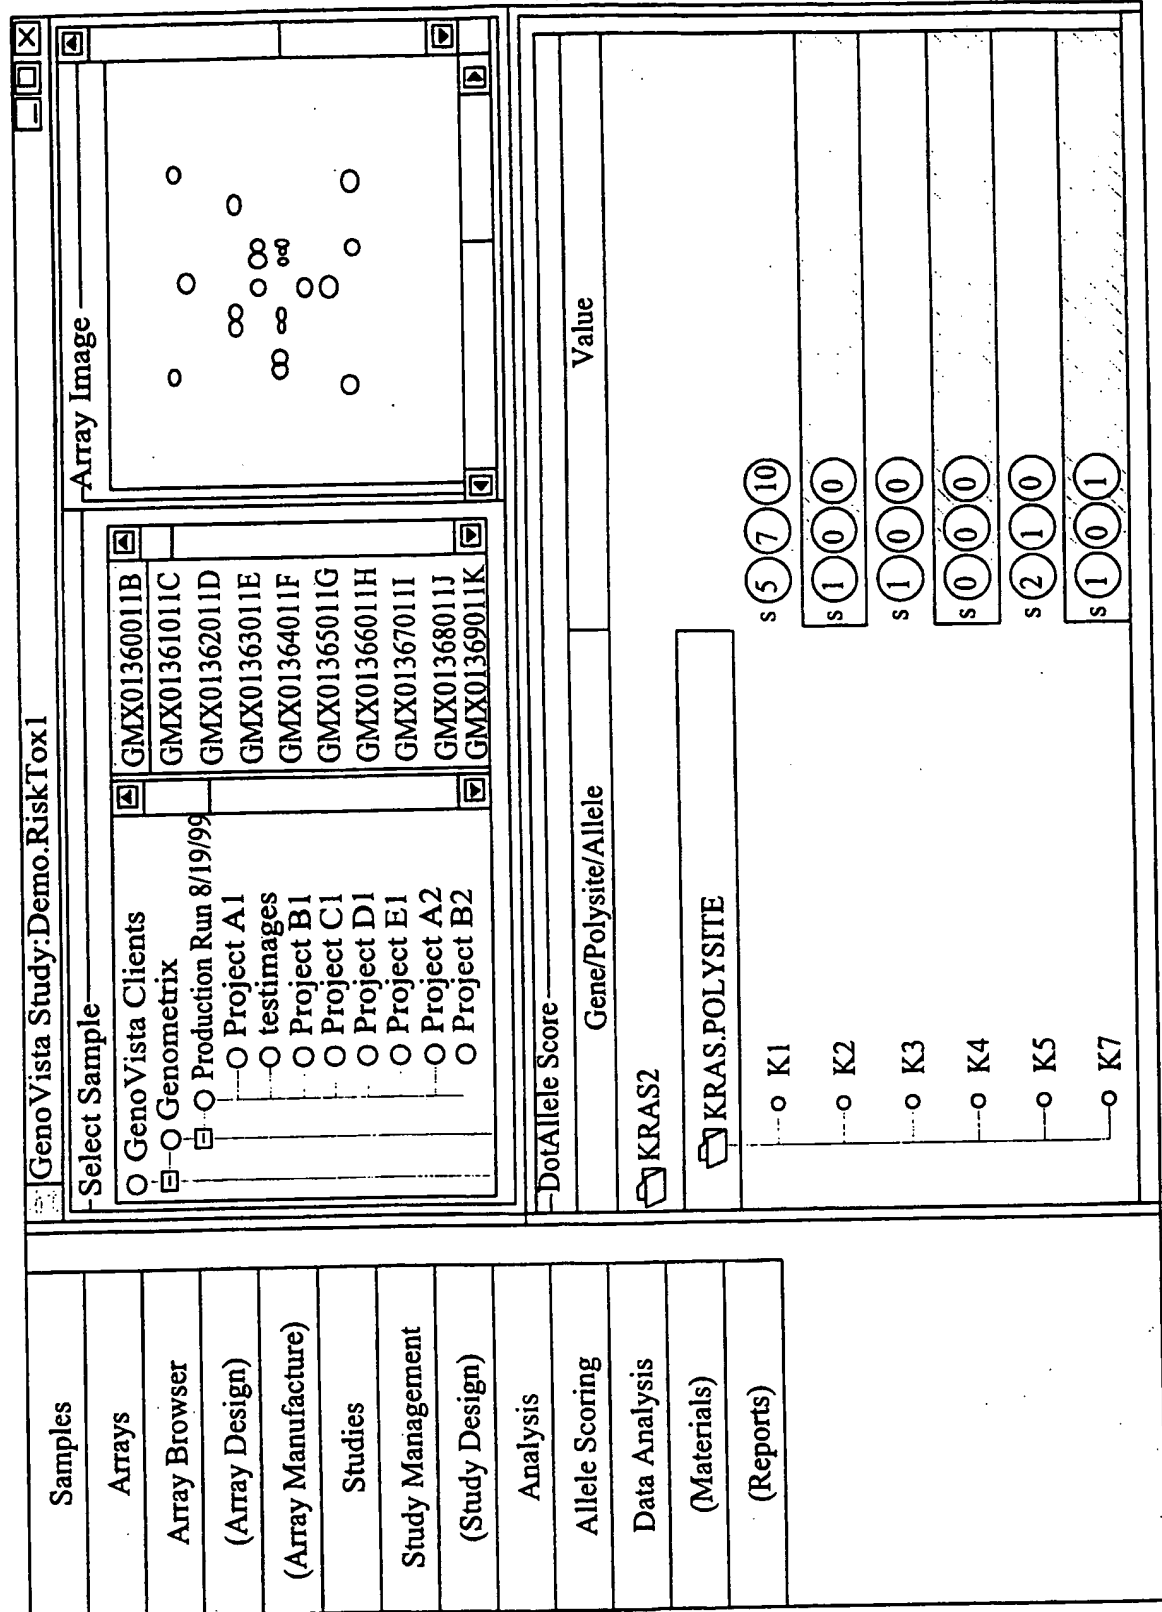 GenoVista Study:Demo.RiskTox1
Samples
Arrays
Array Browser
(Array Design)
(Array Manufacture)
Studies
Study Management
(Study Design)
Analysis
Allele Scoring
Data Analysis
(Materials)
(Reports)
Select Sample
GenoVista Clients
Genometrix
Production Run 8/19/99
Project A1
testimages
Project B1
Project C1
Project D1
Project E1
Project A2
Project B2
GMX01360011B
GMX01361011C
GMX01362011D
GMX01363011E
GMX01364011F
GMX01365011G
GMX01366011H
GMX01367011I
GMX01368011J
GMX01369011K
Array Image
DotAllele Score
Gene/Polysite/Allele Value
KRAS2
KRAS.POLYSITE
K1 s 5 7 10
K2 s 1 0 0
K3 s 1 0 0
K4 s 0 0 0
K5 s 2 1 0
K7 s 1 0 1